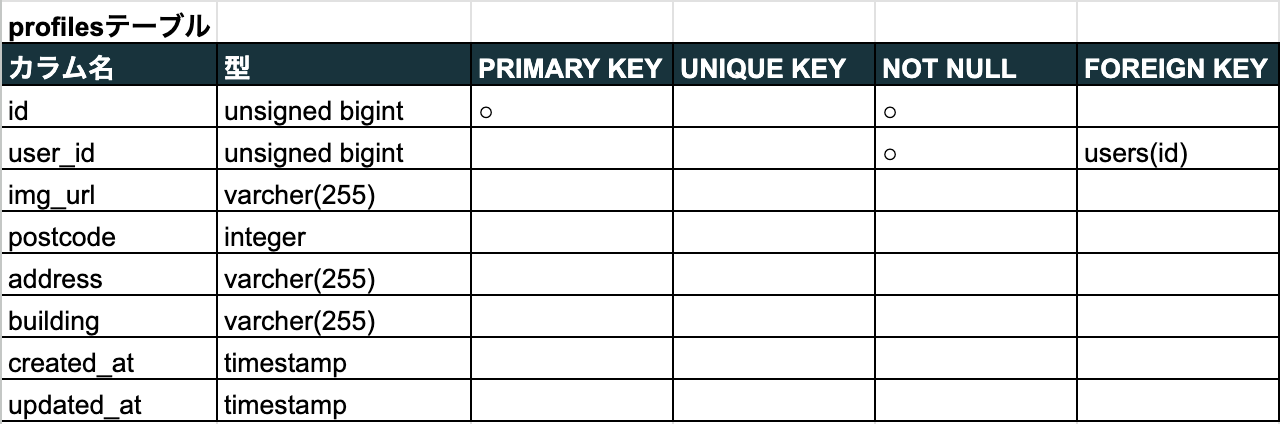 profilesテーブル
カラム名 型 PRIMARY KEY UNIQUE KEY NOT NULL FOREIGN KEY
id unsigned bigint ○ ○
user_id unsigned bigint ○ users(id)
img_url varcher(255)
postcode integer
address varcher(255)
building varcher(255)
created_at timestamp
updated_at timestamp